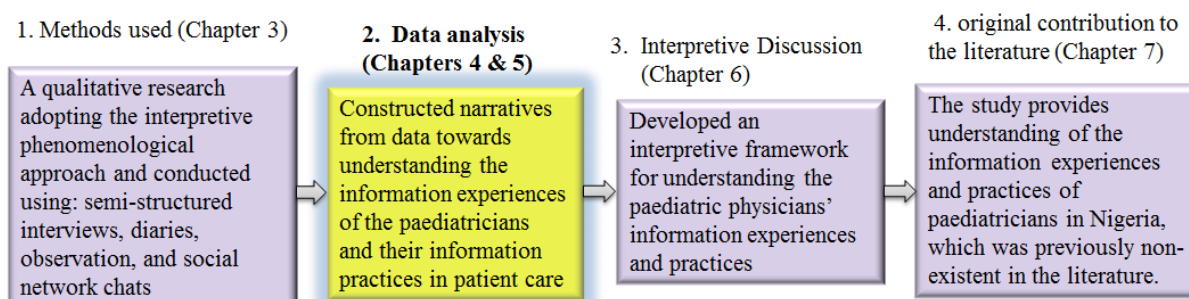 1. Methods used (Chapter 3)
A qualitative research
adopting the interpretive
phenomenological
approach and conducted
using: semi-structured
interviews, diaries,
observation, and social
network chats
2. Data analysis
(Chapters 4 & 5)
Constructed narratives
from data towards
understanding the
information experiences
of the paediatricians
and their information
practices in patient care
3. Interpretive Discussion
(Chapter 6)
Developed an
interpretive framework
for understanding the
paediatric physicians’
information experiences
and practices
4. original contribution to
the literature (Chapter 7)
The study provides
understanding of the
information experiences
and practices of
paediatricians in Nigeria,
which was previously non-
existent in the literature.